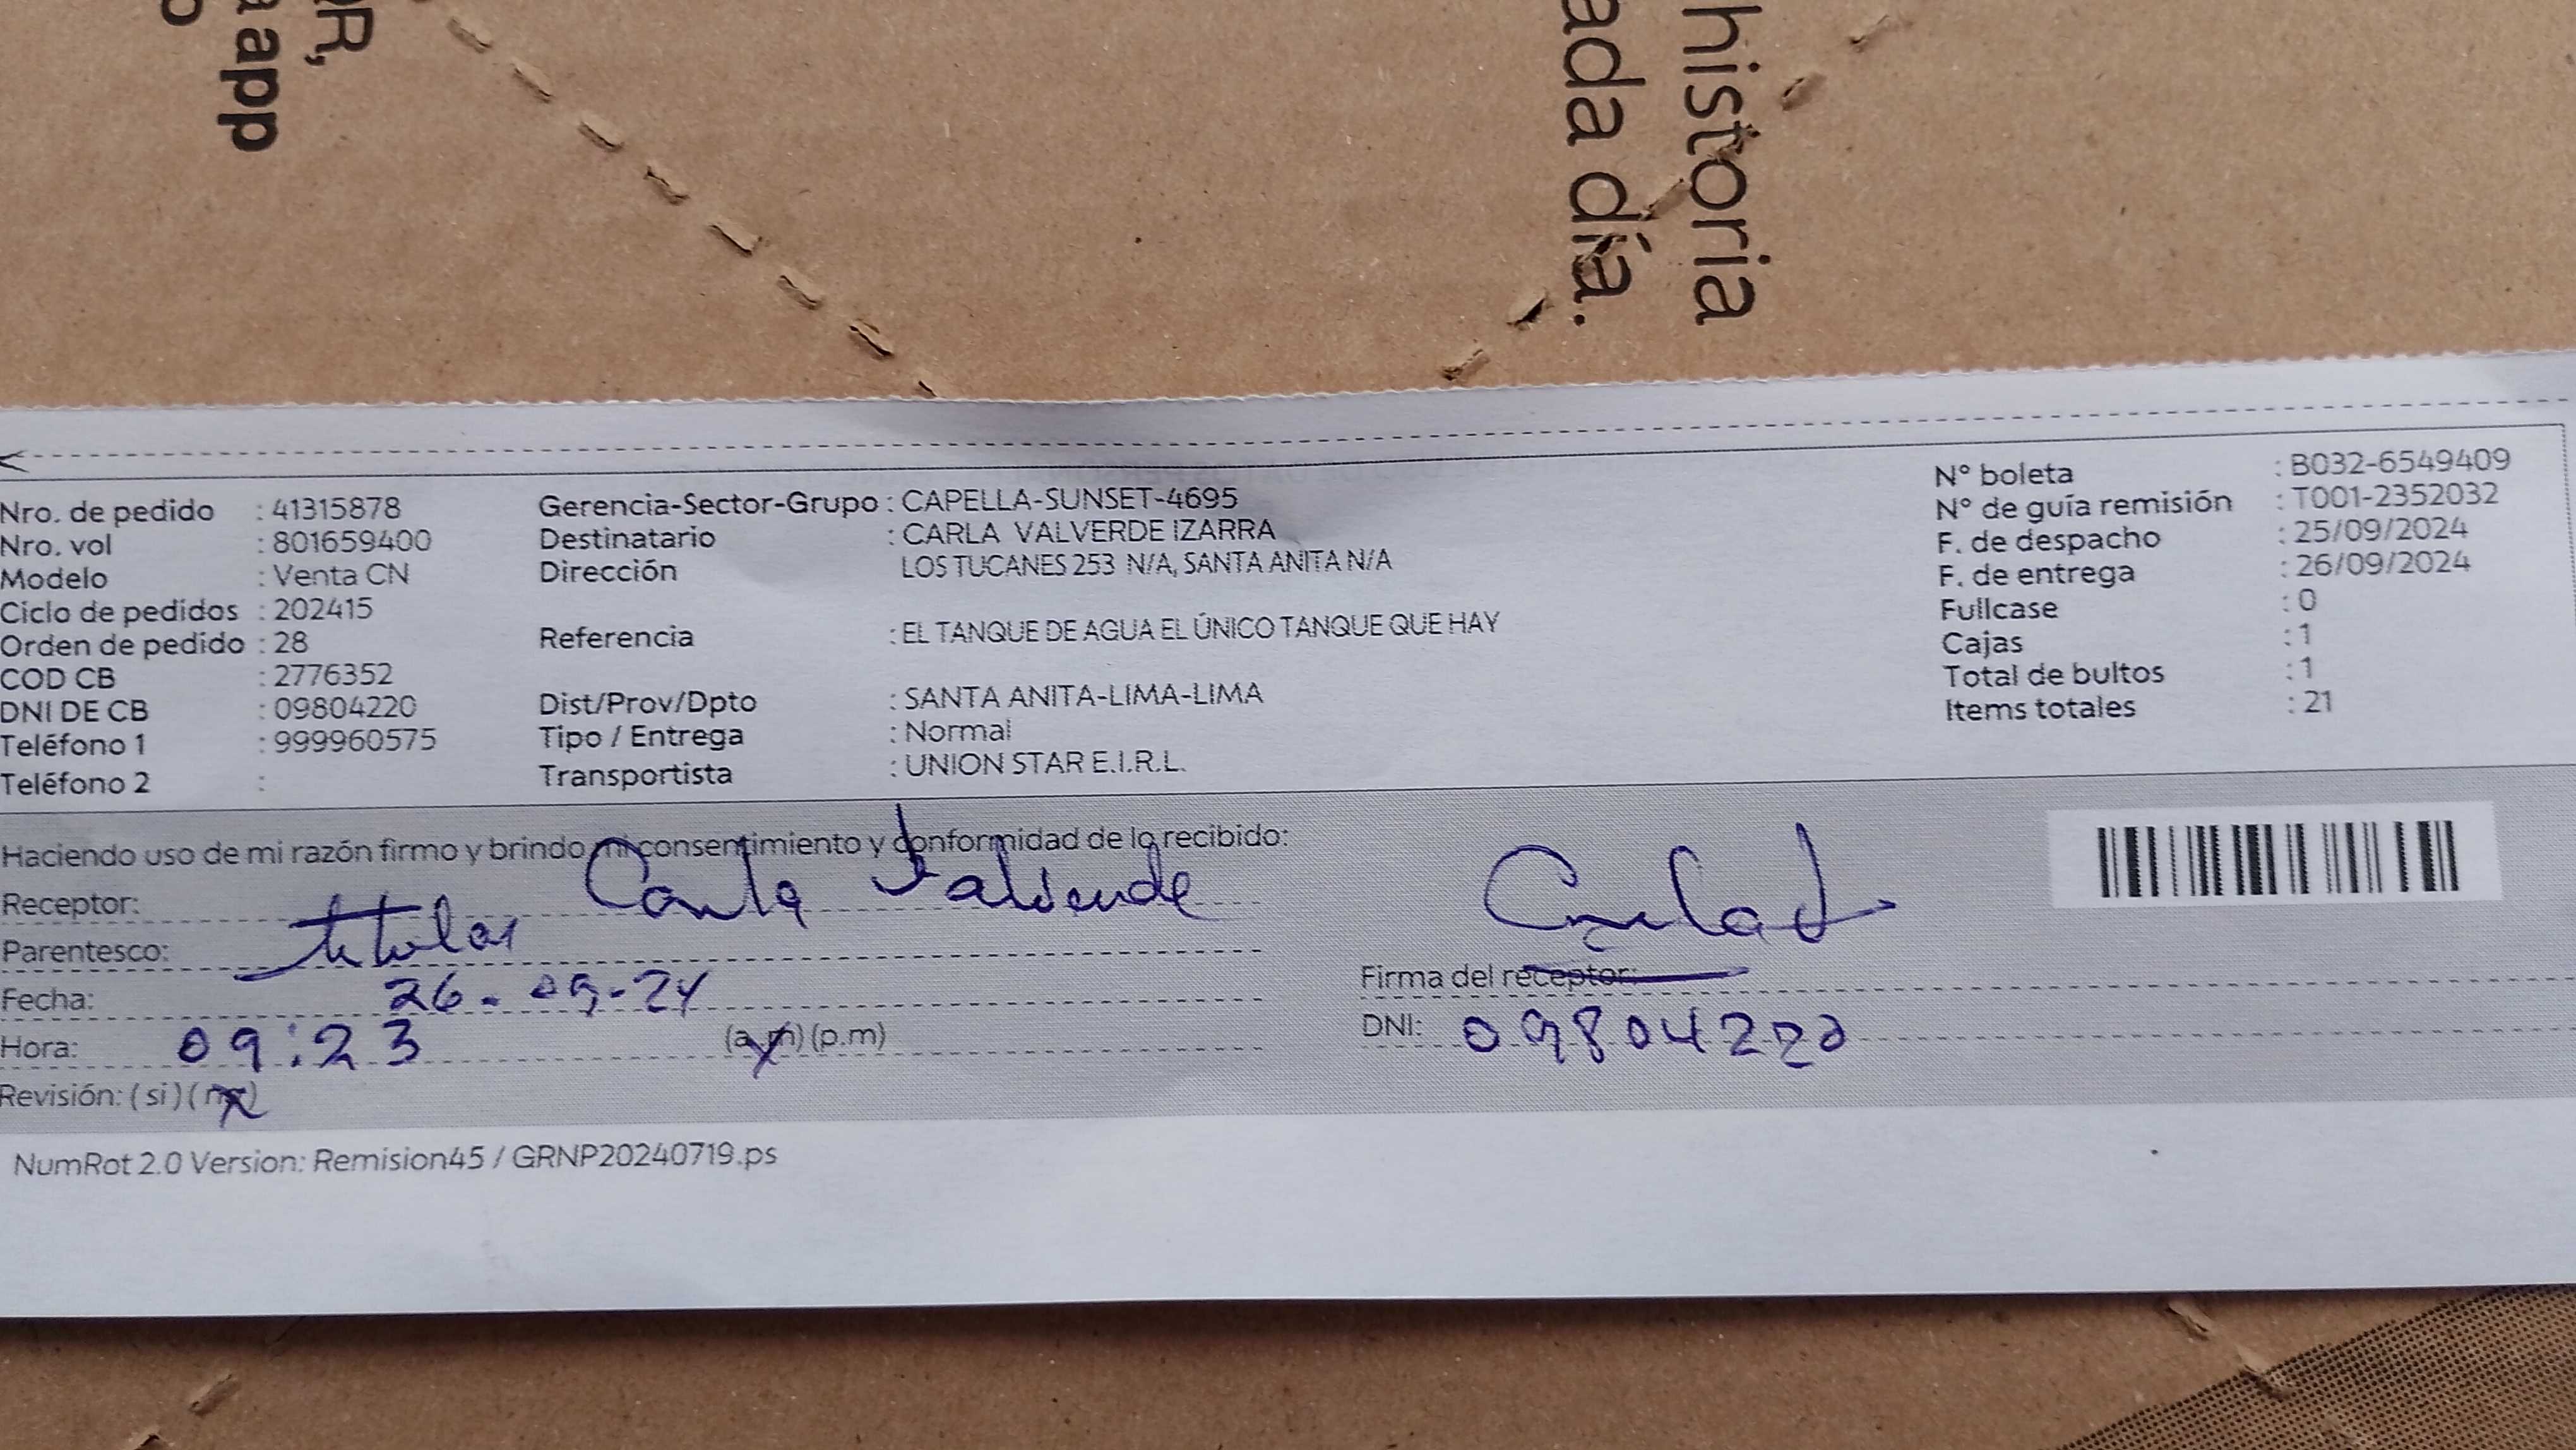 OR,
a app
historia
ada día.
Nro. de pedido : 41315878
Nro. vol : 801659400
Modelo : Venta CN
Ciclo de pedidos : 202415
Orden de pedido : 28
COD CB : 2776352
DNI DE CB : 09804220
Teléfono 1 : 999960575
Teléfono 2 :
Gerencia-Sector-Grupo : CAPELLA-SUNSET-4695
Destinatario : CARLA VALVERDE IZARRA
Dirección LOS TUCANES 253 N/A, SANTA ANITA N/A
Referencia : EL TANQUE DE AGUA EL ÚNICO TANQUE QUE HAY
Dist/Prov/Dpto : SANTA ANITA-LIMA-LIMA
Tipo / Entrega : Normal
Transportista : UNION STAR E.I.R.L.
N° boleta : B032-6549409
N° de guía remisión : T001-2352032
F. de despacho : 25/09/2024
F. de entrega : 26/09/2024
Fullcase : 0
Cajas : 1
Total de bultos : 1
Items totales : 21
Haciendo uso de mi razón firmo y brindo mi consentimiento y conformidad de lo recibido:
Receptor: Carla Valverde
Parentesco: titular
Fecha: 26-09-24
Hora: 09:23 (a.m) (p.m)
Revisión: ( si ) ( no )
Firma del receptor:
DNI: 09804220
NumRot 2.0 Version: Remision45 / GRNP20240719.ps